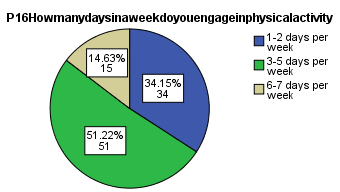 P16Howmanydaysinaweekdoyouengageinphysicalactivity
1-2 days per
week
3-5 days per
week
6-7 days per
week
14.63%
15
34.15%
34
51.22%
51